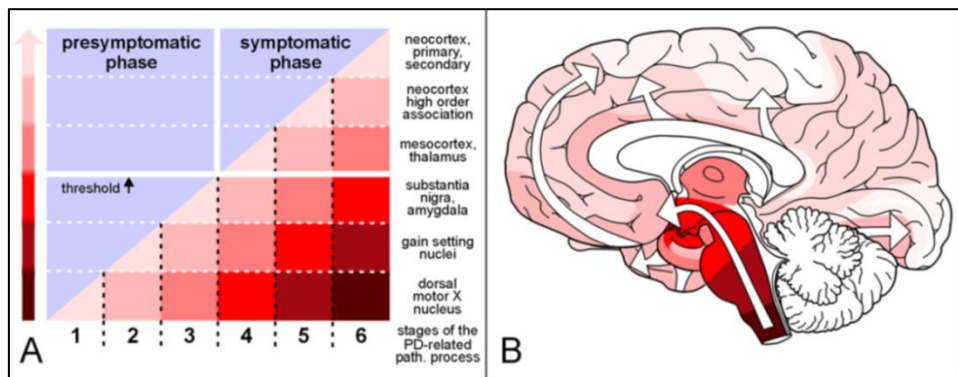 presymptomatic
phase
symptomatic
phase
neocortex,
primary,
secondary
neocortex
high order
association
mesocortex,
thalamus
threshold
substantia
nigra,
amygdala
gain setting
nuclei
dorsal
motor X
nucleus
1 2 3 4 5 6
stages of the
PD-related
path. process
A
B